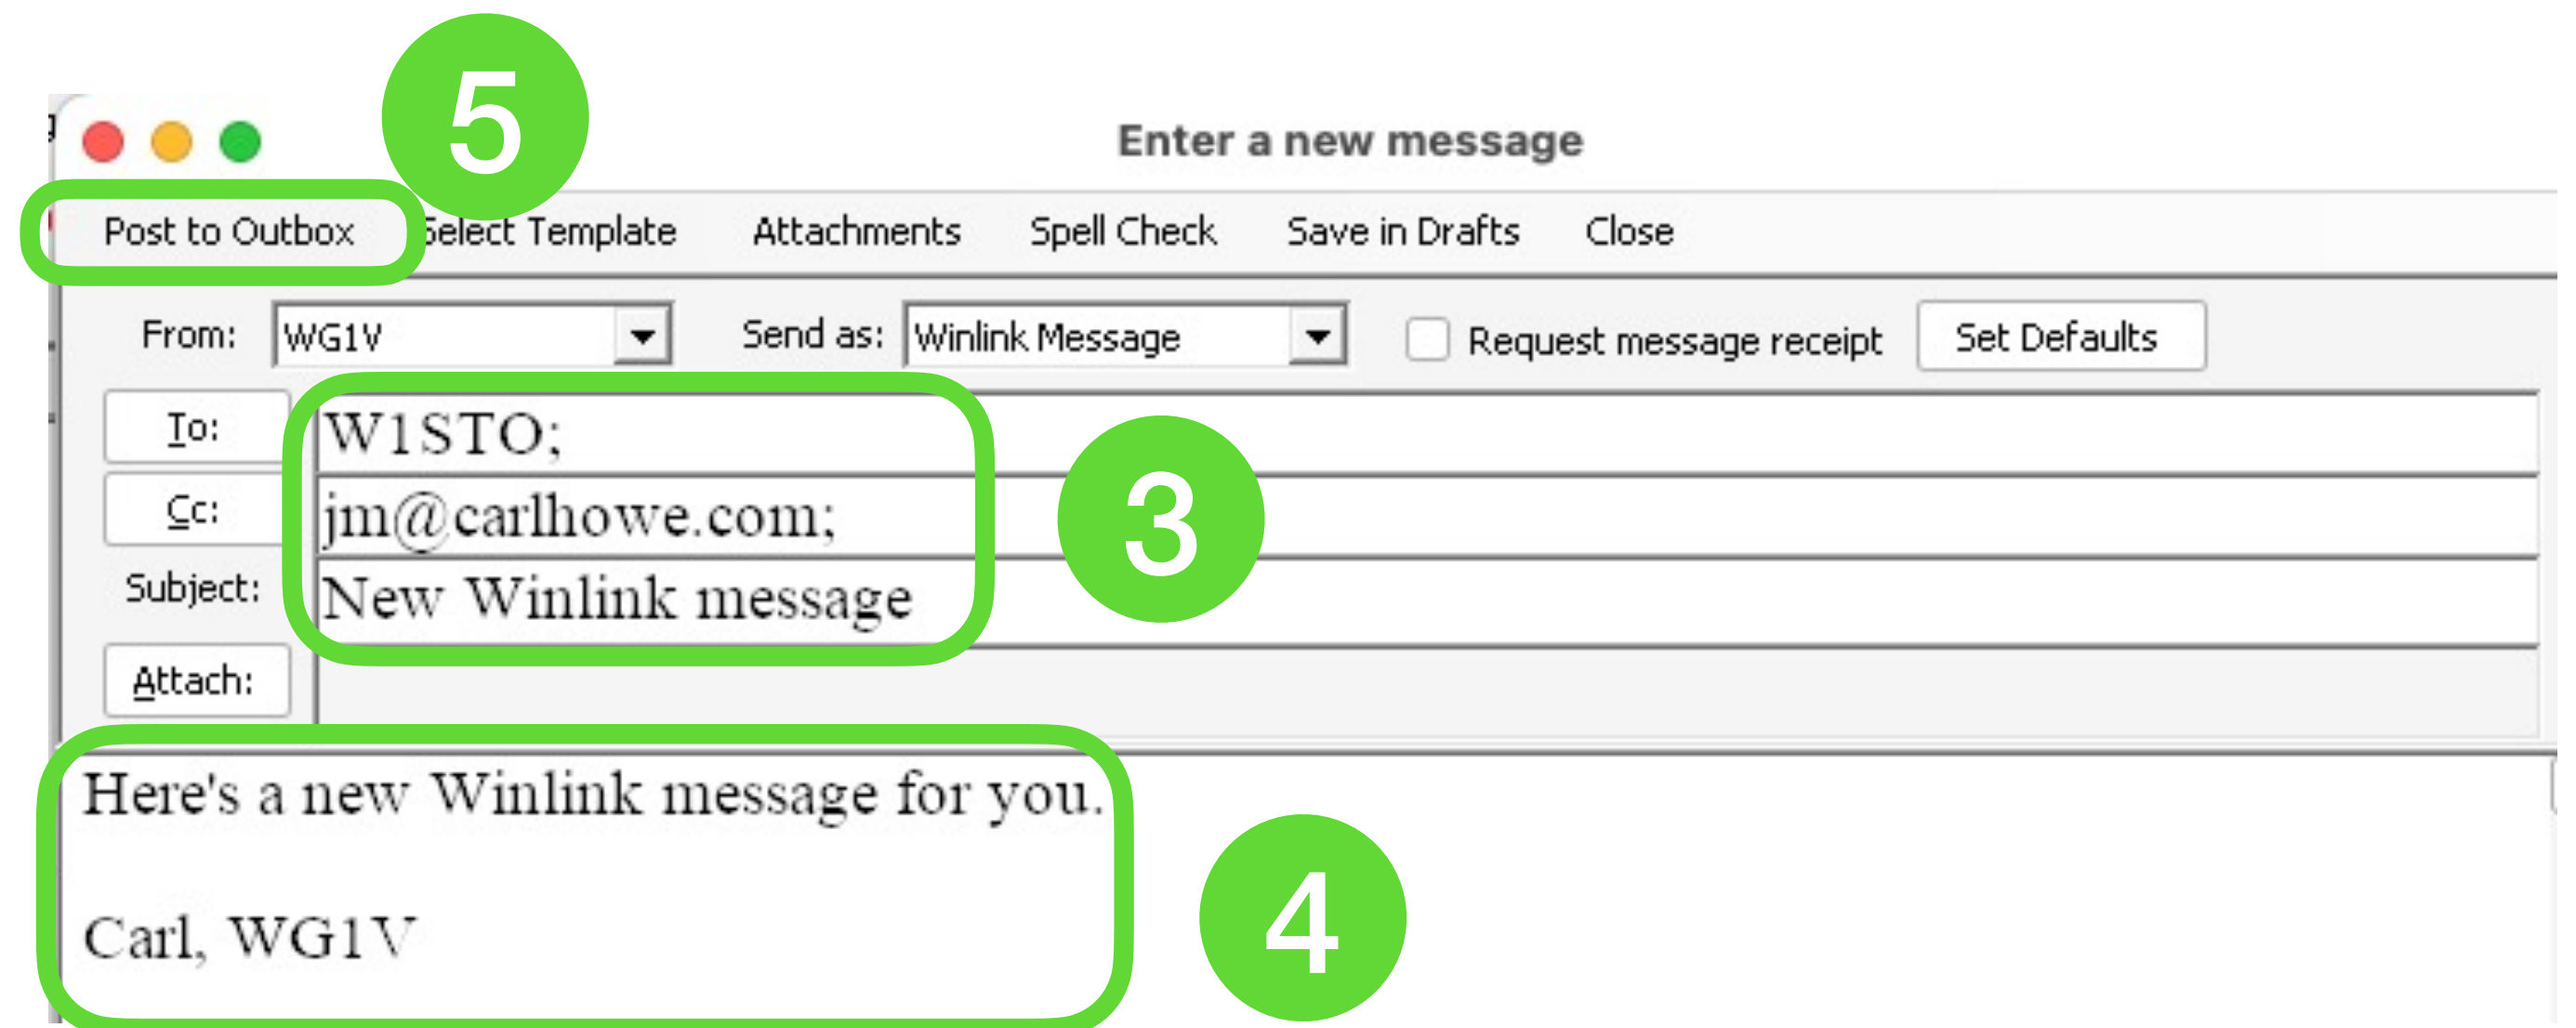 5
Enter a new message
Post to Outbox Select Template Attachments Spell Check Save in Drafts Close
From: WG1V Send as: Winlink Message Request message receipt Set Defaults
To: W1STO;
Cc: jm@carlhowe.com;
3
Subject: New Winlink message
Attach:
Here's a new Winlink message for you.
4
Carl, WG1V